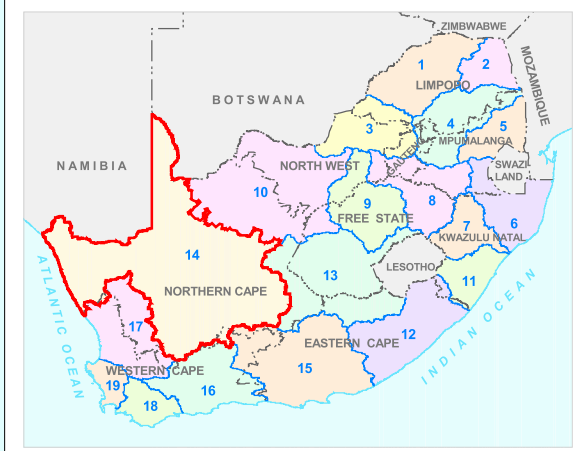 ZIMBWABWE
1
2
LIMPOPO
MOZAMBIQUE
BOTSWANA
3
4
5
GAUTENG
MPUMALANGA
NAMIBIA
NORTH WEST
SWAZI
LAND
10
9
8
6
FREE STATE
7
KWAZULU NATAL
14
13
LESOTHO
11
NORTHERN CAPE
ATLANTIC OCEAN
17
12
EASTERN CAPE
INDIAN OCEAN
WESTERN CAPE
15
19
16
18